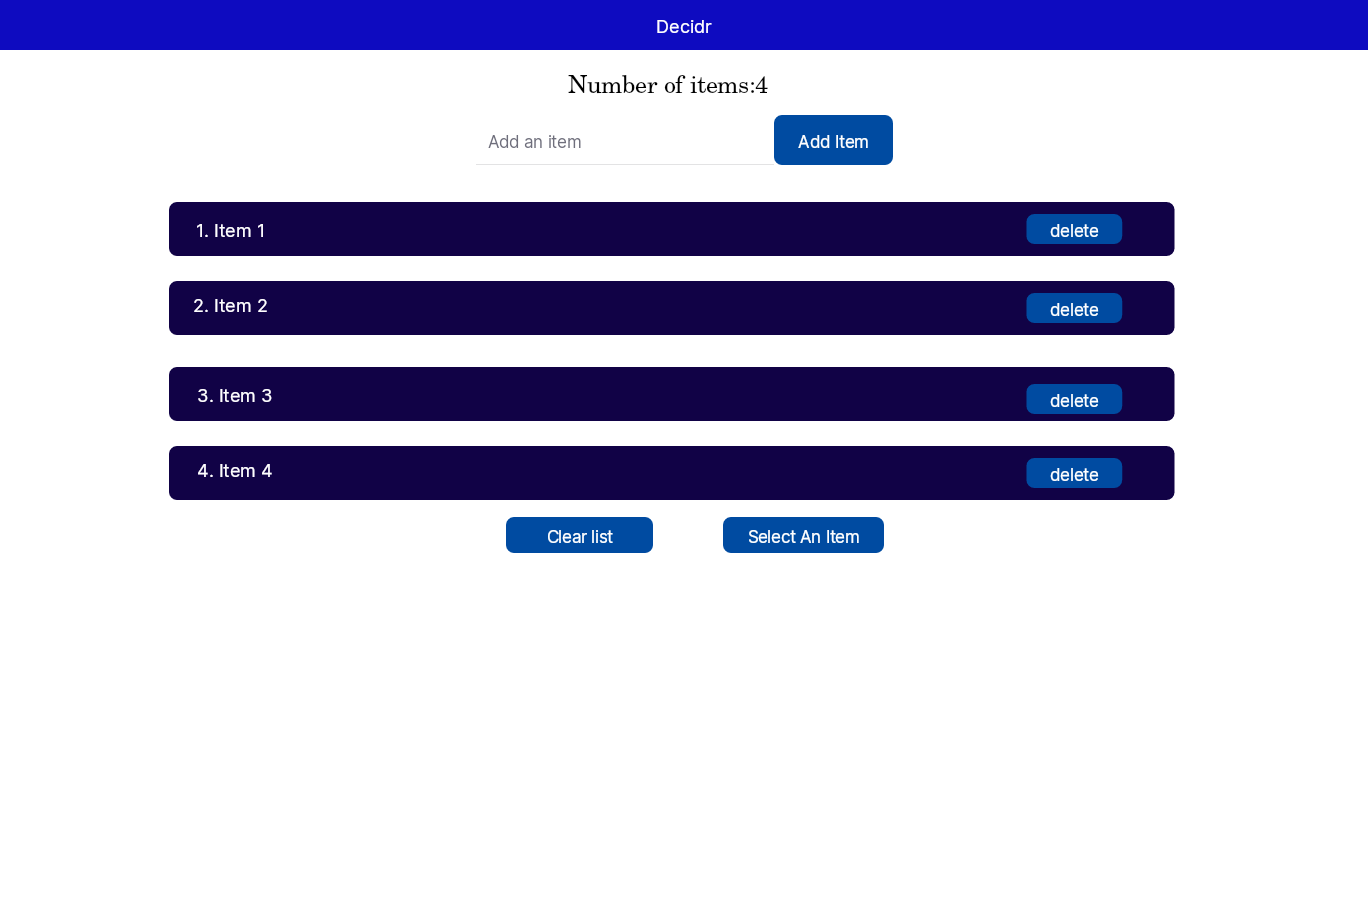 Decidr
Number of items:4
Add an item
Add Item
1. Item 1
delete
2. Item 2
delete
3. Item 3
delete
4. Item 4
delete
Clear list
Select An Item